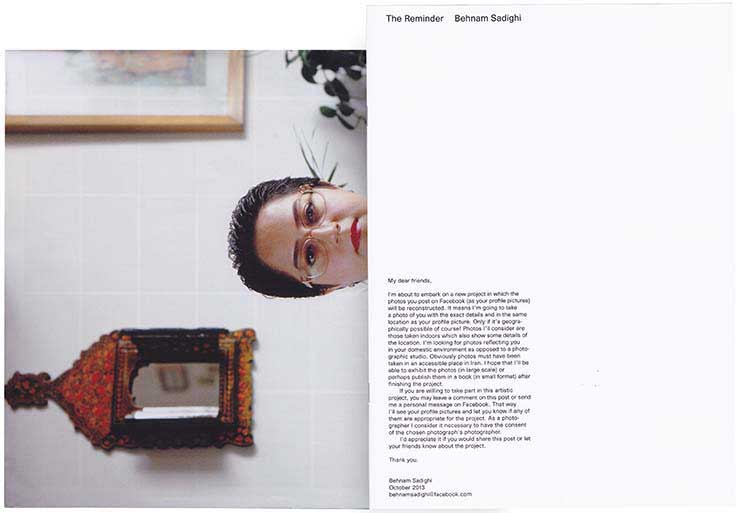 The Reminder Behnam Sadighi
My dear friends,
I'm about to embark on a new project in which the
photos you post on Facebook (as your profile pictures)
will be reconstructed. It means I'm going to take
a photo of you with the exact details and in the same
location as your profile picture. Only if it's geogra-
phically possible of course! Photos I'll consider are
those taken indoors which also show some details of
the location. I'm looking for photos reflecting you
in your domestic environment as opposed to a photo-
graphic studio. Obviously photos must have been
taken in an accessible place in Iran. I hope that I'll be
able to exhibit the photos (in large scale) or
perhaps publish them in a book (in small format) after
finishing the project.
If you are willing to take part in this artistic
project, you may leave a comment on this post or send
me a personal message on Facebook. That way
I'll see your profile pictures and let you know if any of
them are appropriate for the project. As a photo-
grapher I consider it necessary to have the consent
of the chosen photograph's photographer.
I'd appreciate it if you would share this post or let
your friends know about the project.
Thank you.
Behnam Sadighi
October 2013
behnamsadighi@facebook.com